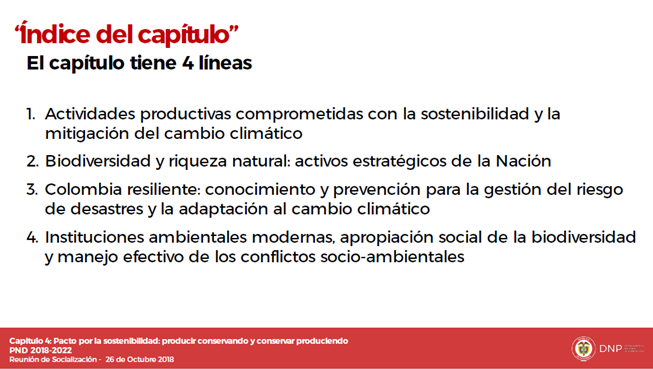 “Índice del capítulo”
El capítulo tiene 4 líneas
1. Actividades productivas comprometidas con la sostenibilidad y la
mitigación del cambio climático
2. Biodiversidad y riqueza natural: activos estratégicos de la Nación
3. Colombia resiliente: conocimiento y prevención para la gestión del riesgo
de desastres y la adaptación al cambio climático
4. Instituciones ambientales modernas, apropiación social de la biodiversidad
y manejo efectivo de los conflictos socio-ambientales
Capítulo 4: Pacto por la sostenibilidad: producir conservando y conservar produciendo
PND 2018-2022
Reunión de Socialización - 26 de Octubre 2018
DNP